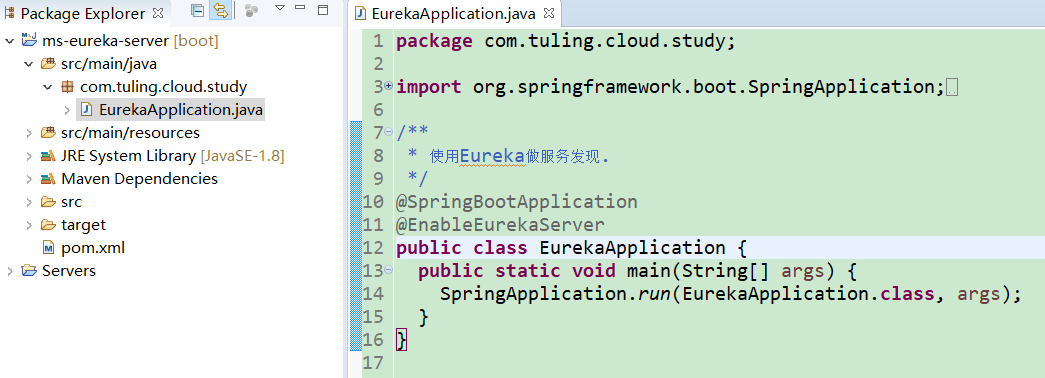 Package Explorer
ms-eureka-server [boot]
src/main/java
com.tuling.cloud.study
EurekaApplication.java
src/main/resources
JRE System Library [JavaSE-1.8]
Maven Dependencies
src
target
pom.xml
Servers
EurekaApplication.java
1 package com.tuling.cloud.study;
2
3 import org.springframework.boot.SpringApplication;
6
7 /**
8 * 使用Eureka做服务发现.
9 */
10 @SpringBootApplication
11 @EnableEurekaServer
12 public class EurekaApplication {
13 public static void main(String[] args) {
14 SpringApplication.run(EurekaApplication.class, args);
15 }
16 }
17